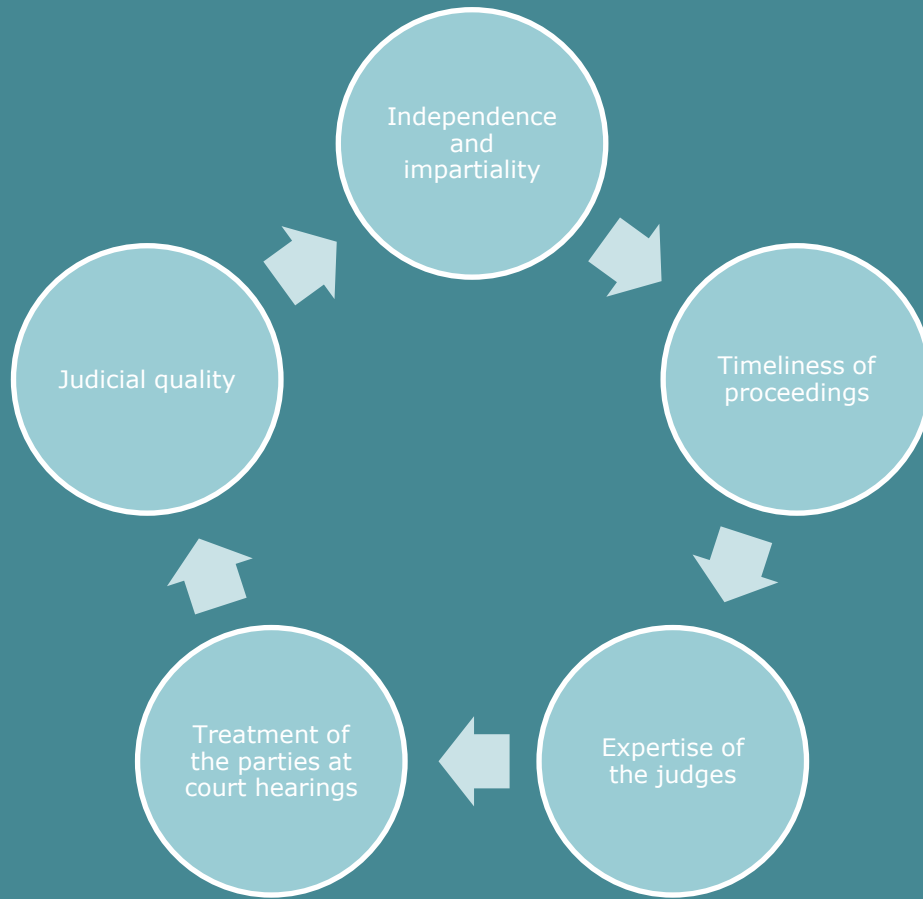 Independence
and
impartiality
Timeliness of
proceedings
Expertise of
the judges
Treatment of
the parties at
court hearings
Judicial quality